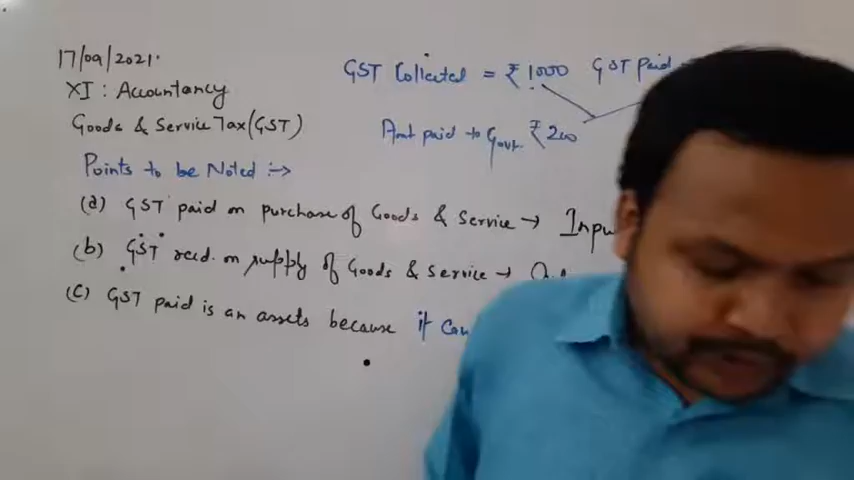 17/09/2021.
XI : Accountancy
Goods & Service Tax (GST)
GST Collected = ₹ 1000 GST Paid
Amt paid to Govt. ₹ 200
Points to be Noted :->
(a) GST paid on purchase of Goods & Service →
(b) GST recd. on supply of Goods & Service →
(c) GST paid is an assets because it